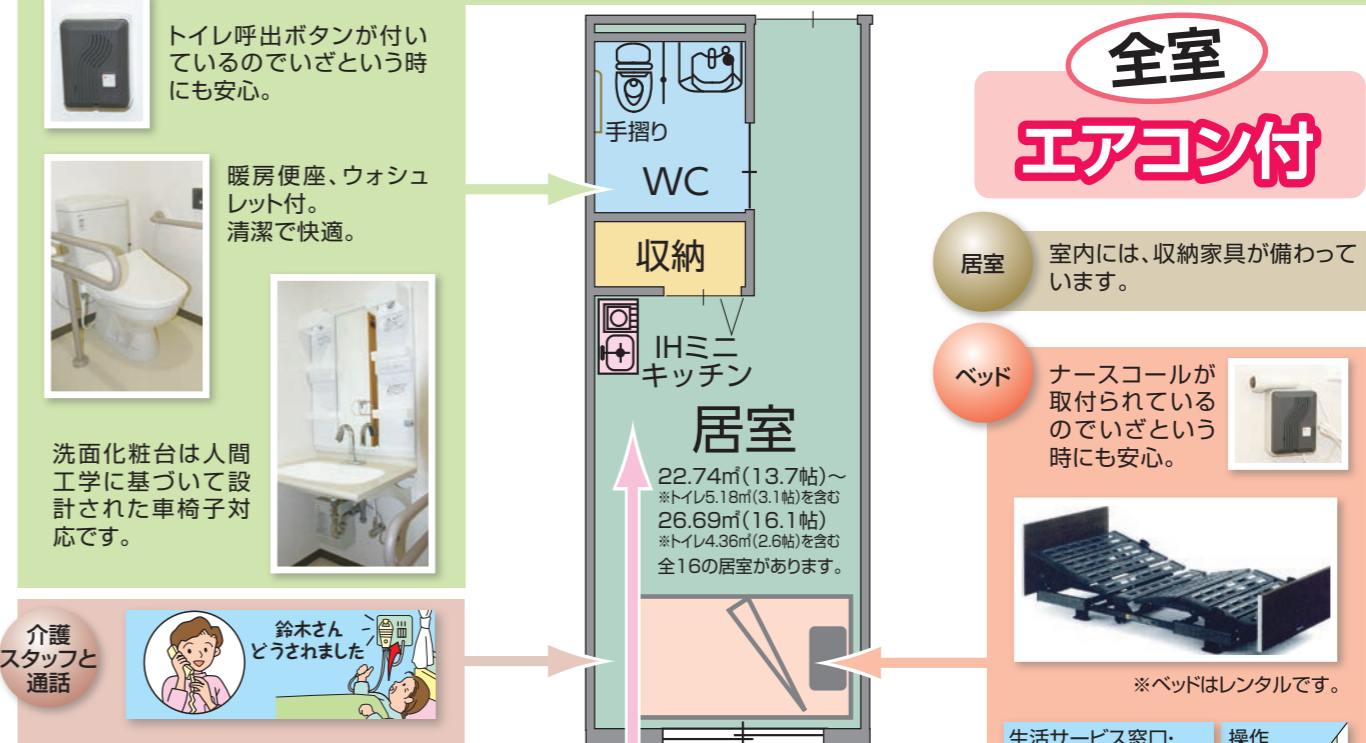 トイレ呼出ボタンが付い
ているのでいざという時
にも安心。
暖房便座、ウォシュ
レット付。
清潔で快適。
洗面化粧台は人間
工学に基づいて設
計された車椅子対
応です。
介護
スタッフと
通話
鈴木さん
どうされました
手摺り
WC
収納
IHミニ
キッチン
居室
22.74㎡(13.7帖)～
※トイレ5.18㎡(3.1帖)を含む
26.69㎡(16.1帖)
※トイレ4.36㎡(2.6帖)を含む
全16の居室があります。
全室
エアコン付
居室
室内には、収納家具が備わって
います。
ベッド
ナースコールが
取付られている
のでいざという
時にも安心。
※ベッドはレンタルです。
生活サービス窓口・
操作